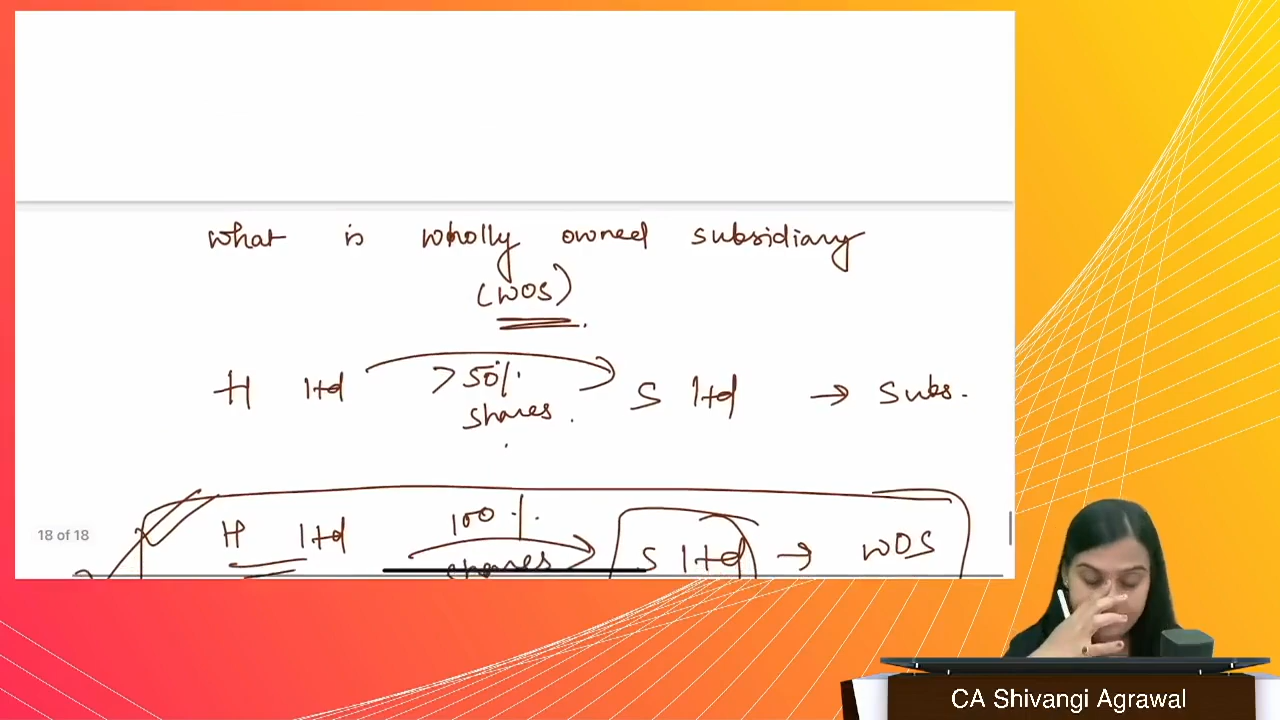 what is wholly owned subsidiary
(WOS)
H Ltd >50% shares. S Ltd → Subs.
18 of 18
H Ltd 100% shares S Ltd → WOS
CA Shivangi Agrawal